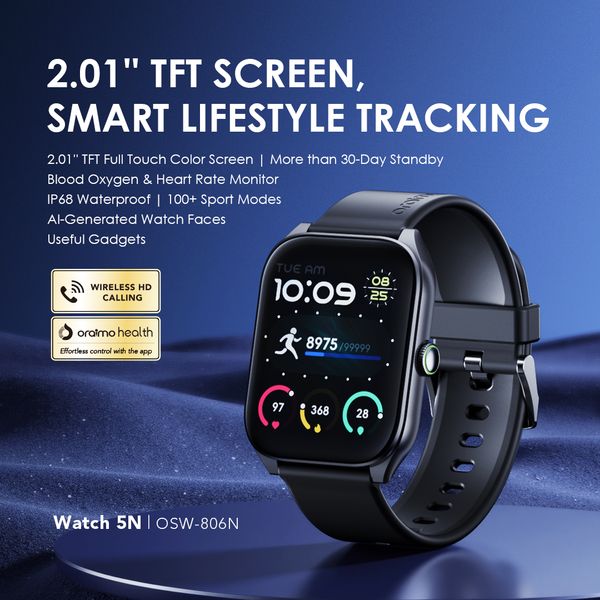 2.01" TFT SCREEN,
SMART LIFESTYLE TRACKING
2.01" TFT Full Touch Color Screen | More than 30-Day Standby
Blood Oxygen & Heart Rate Monitor
IP68 Waterproof | 100+ Sport Modes
AI-Generated Watch Faces
Useful Gadgets
WIRELESS HD
CALLING
oraimo health
Effortless control with the app
oraimo
TUE AM
10:09
08
25
8975/99999
97
368
28
Watch 5N | OSW-806N